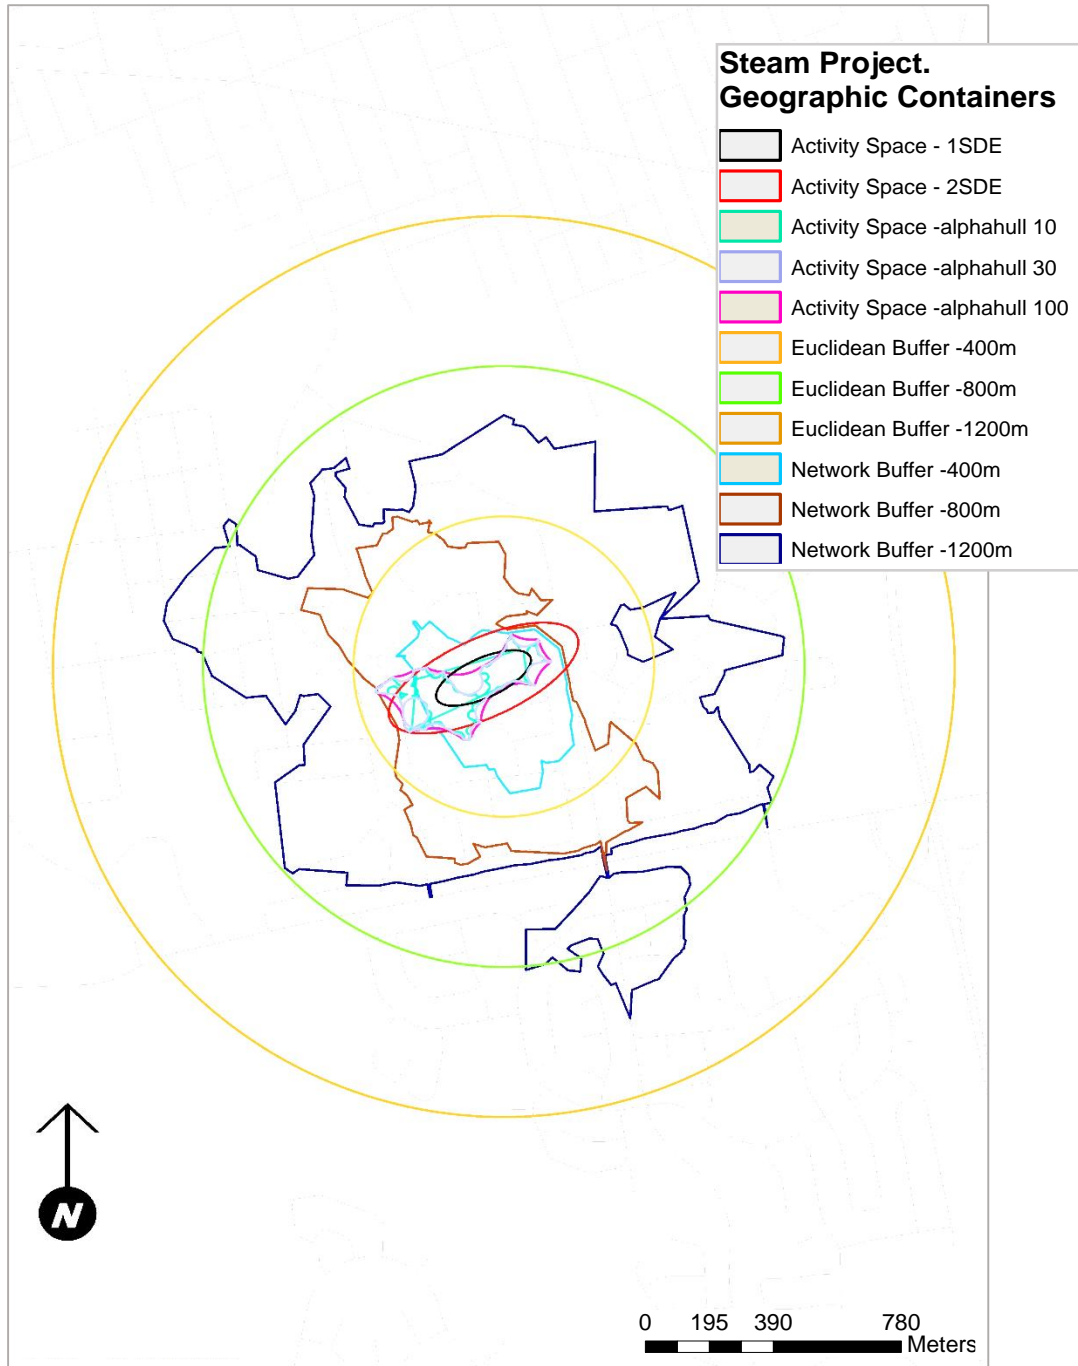 Steam Project.
Geographic Containers
Activity Space - 1SDE
Activity Space - 2SDE
Activity Space -alphahull 10
Activity Space -alphahull 30
Activity Space -alphahull 100
Euclidean Buffer -400m
Euclidean Buffer -800m
Euclidean Buffer -1200m
Network Buffer -400m
Network Buffer -800m
Network Buffer -1200m
N
0 195 390 780
Meters